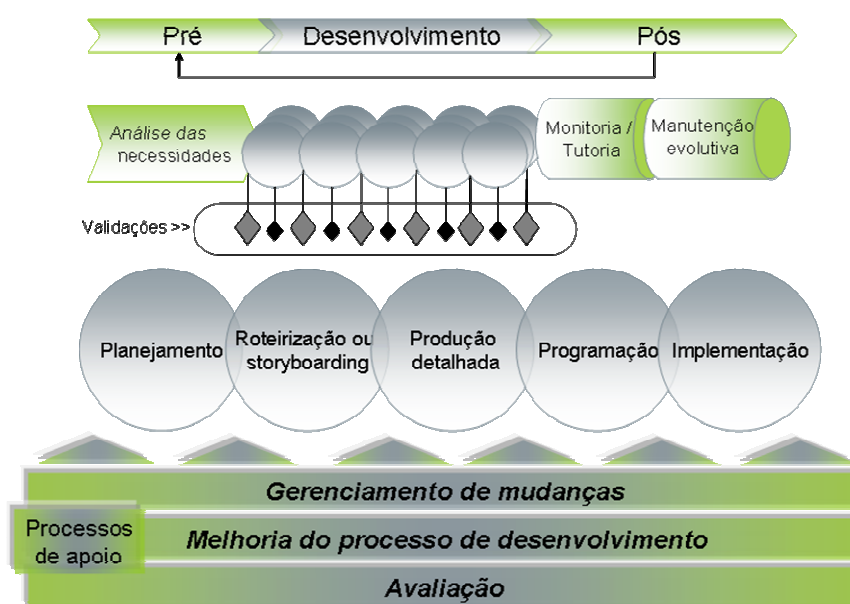 Pré
Desenvolvimento
Pós
Análise das
necessidades
Monitoria /
Tutoria
Manutenção
evolutiva
Validações >>
Planejamento
Roteirização ou
storyboarding
Produção
detalhada
Programação
Implementação
Gerenciamento de mudanças
Processos
de apoio
Melhoria do processo de desenvolvimento
Avaliação